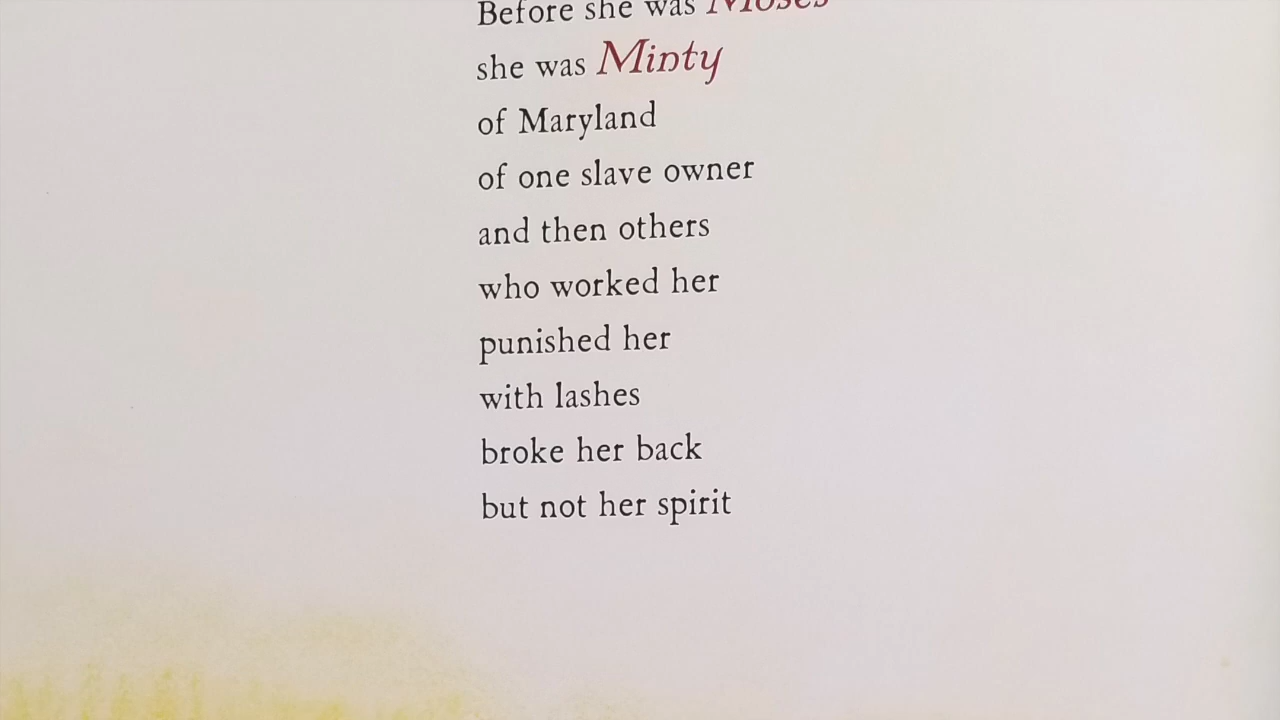 Before she was Moses
she was Minty
of Maryland
of one slave owner
and then others
who worked her
punished her
with lashes
broke her back
but not her spirit